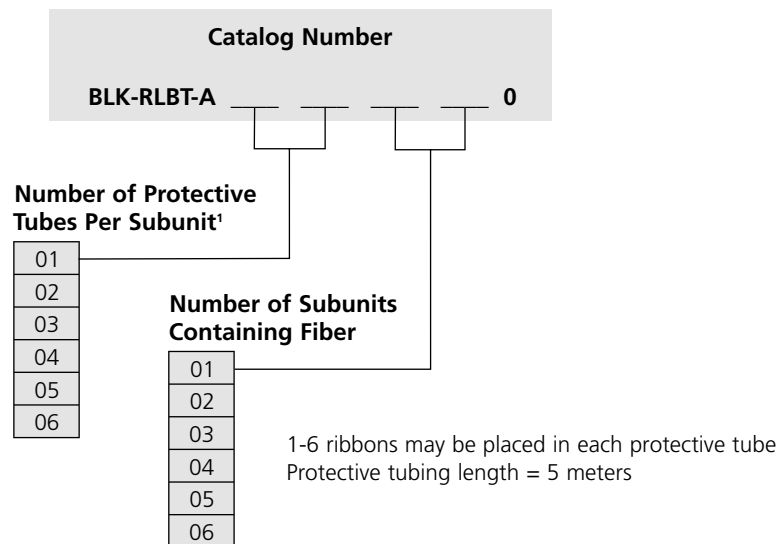 Catalog Number
BLK-RLBT-A ____ ____ ____ ____ 0
Number of Protective
Tubes Per Subunit¹
01
02
03
04
05
06
Number of Subunits
Containing Fiber
01
02
03
04
05
06
1-6 ribbons may be placed in each protective tube
Protective tubing length = 5 meters